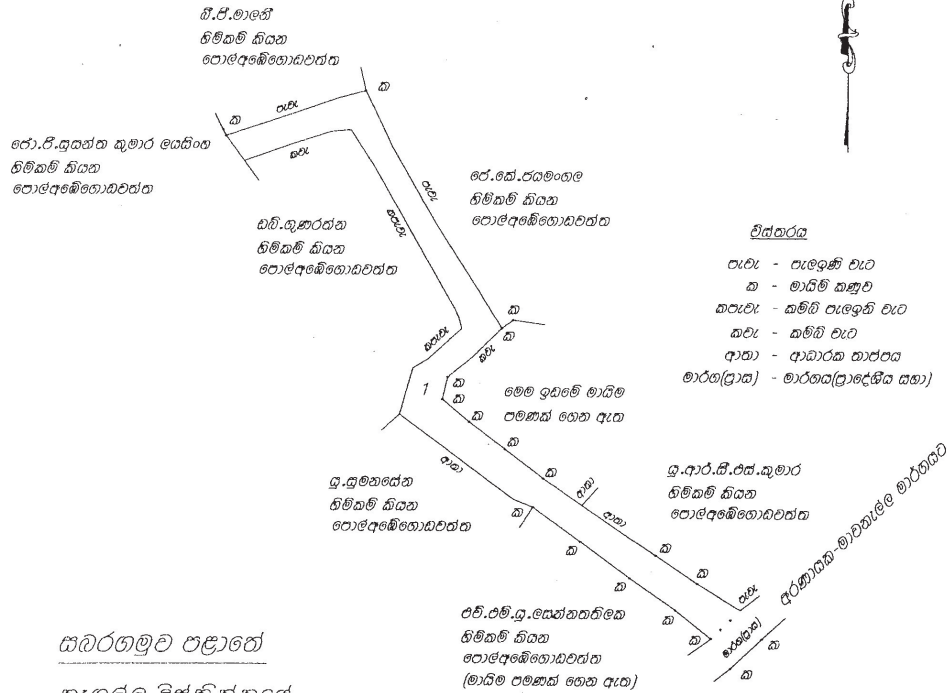 බී.පී.මාලනී
හිමිකම් කියන
පොල්අඹේගොඩවත්ත
ක
පැවැ
ක
ජේ.පී.සුසන්ත කුමාර ලයසිංහ
හිමිකම් කියන
පොල්අඹේගොඩවත්ත
කවැ
ජේ.කේ.ජයමංගල
හිමිකම් කියන
පොල්අඹේගොඩවත්ත
පැවැ
ඩබ්.ගුණරත්න
හිමිකම් කියන
පොල්අඹේගොඩවත්ත
කපැවැ
විස්තරය
පැවැ - පැලඉණි වැට
ක - මායිම් කණුව
කපැවැ - කම්බි පැලඉනි වැට
කවැ - කම්බි වැට
ආතා - ආධාරක තාප්පය
මාර්ග(ප්‍රාස) - මාර්ගය(ප්‍රාදේශීය සභා)
ක
ක
කපැවැ
කවැ
1
ක
ක
මෙම ඉඩමේ මායිම
පමණක් ගෙන ඇත
ක
ක
ක
ආතා
ආතා
ආතා
යූ.සුමනසේන
හිමිකම් කියන
පොල්අඹේගොඩවත්ත
යූ.ආර්.සී.එස්.කුමාර
හිමිකම් කියන
පොල්අඹේගොඩවත්ත
අරණායක-මාවනැල්ල මාර්ගයට
ක
ක
ක
ක
ක
පැවැ
ක
ක
මාර්ග(ප්‍රාස)
ක
ක
එච්.එම්.යූ.ලසන්තතිලක
හිමිකම් කියන
පොල්අඹේගොඩවත්ත
(මායිම පමණක් ගෙන ඇත)
සබරගමුව පළාතේ